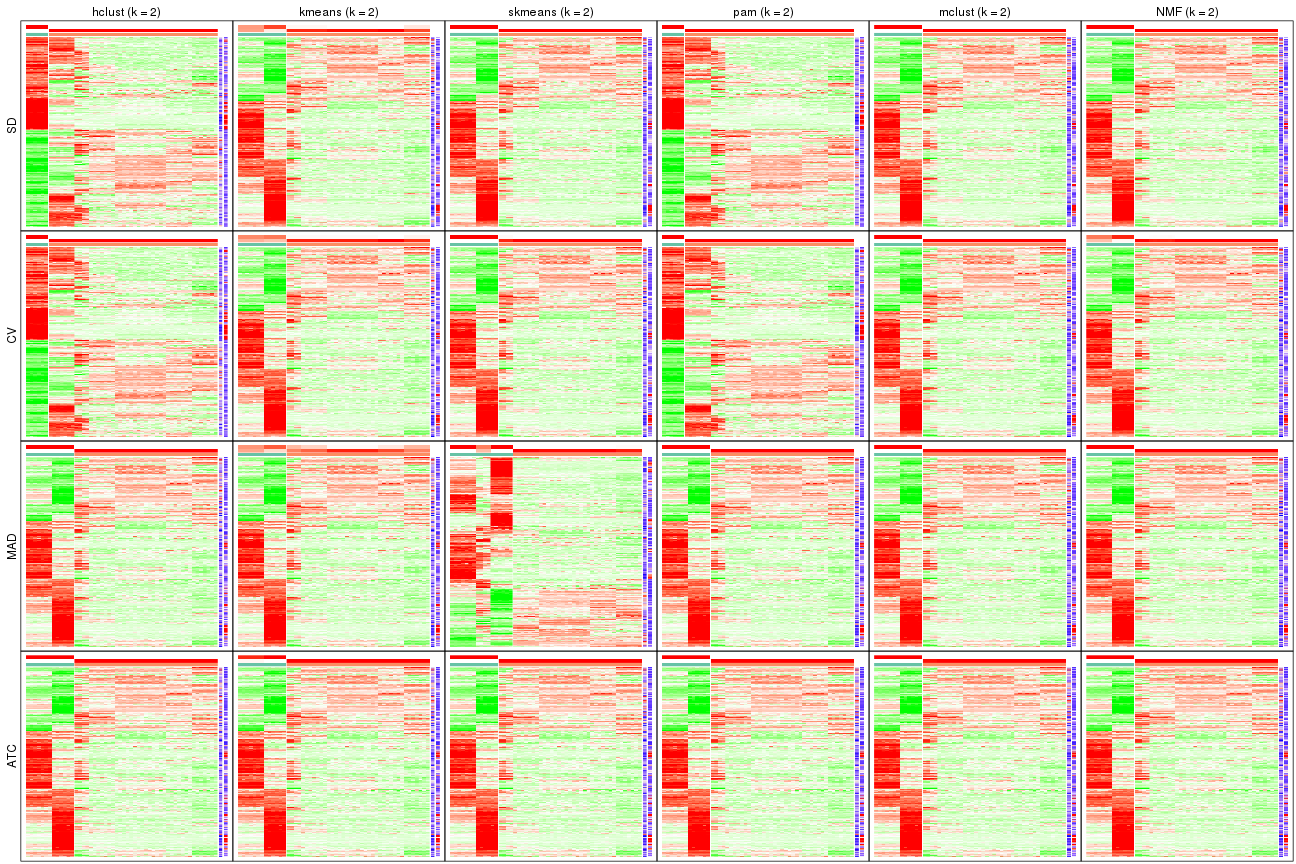 hclust (k = 2) kmeans (k = 2) skmeans (k = 2) pam (k = 2) mclust (k = 2) NMF (k = 2)
SD
CV
MAD
ATC